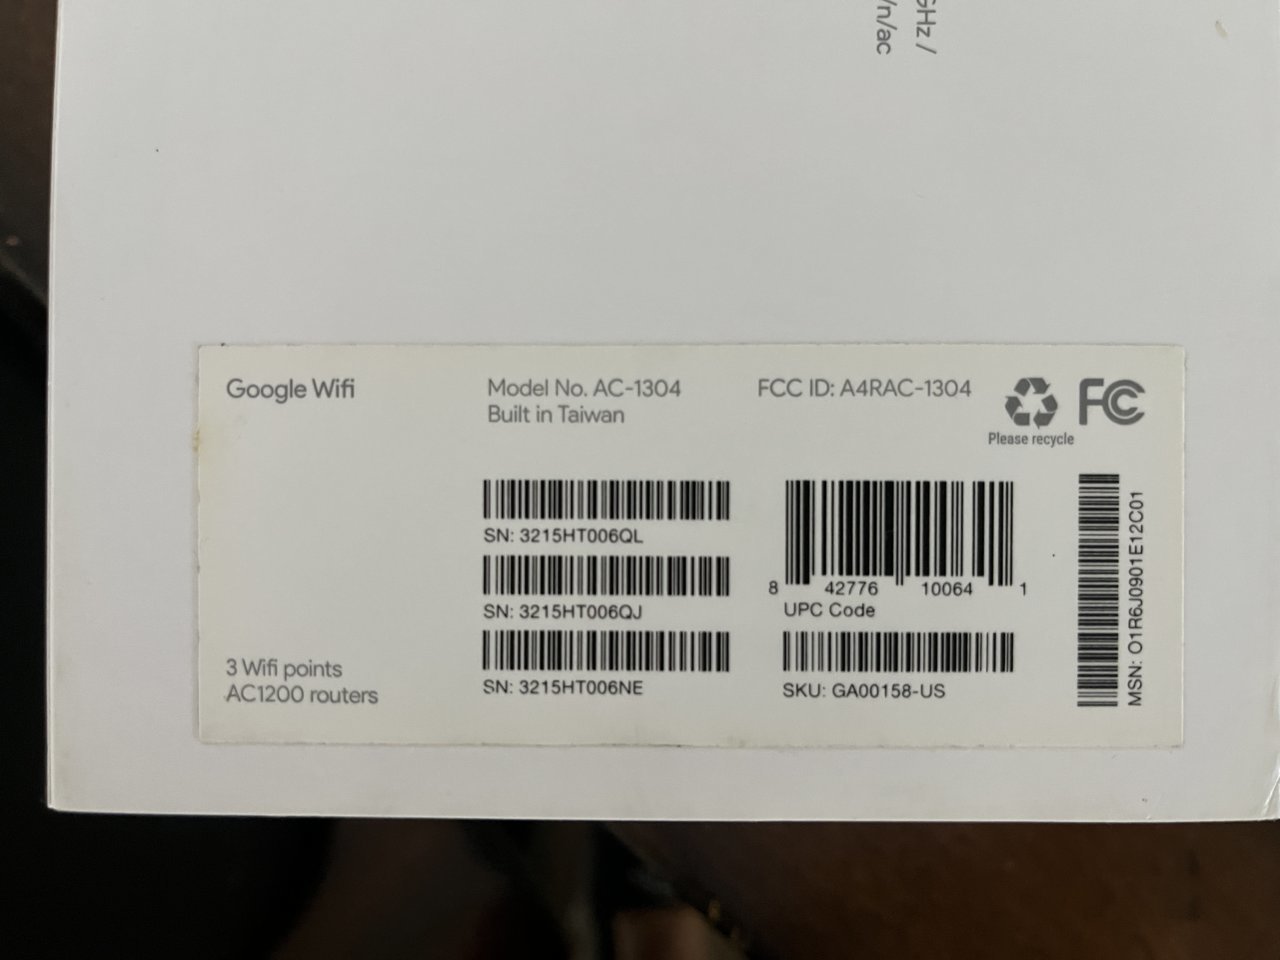 GHz /
/n/ac
Google Wifi
Model No. AC-1304
Built in Taiwan
FCC ID: A4RAC-1304
Please recycle
FC
SN: 3215HT006QL
SN: 3215HT006QJ
SN: 3215HT006NE
8 42776 10064 1
UPC Code
SKU: GA00158-US
MSN: O1R6J0901E12C01
3 Wifi points
AC1200 routers